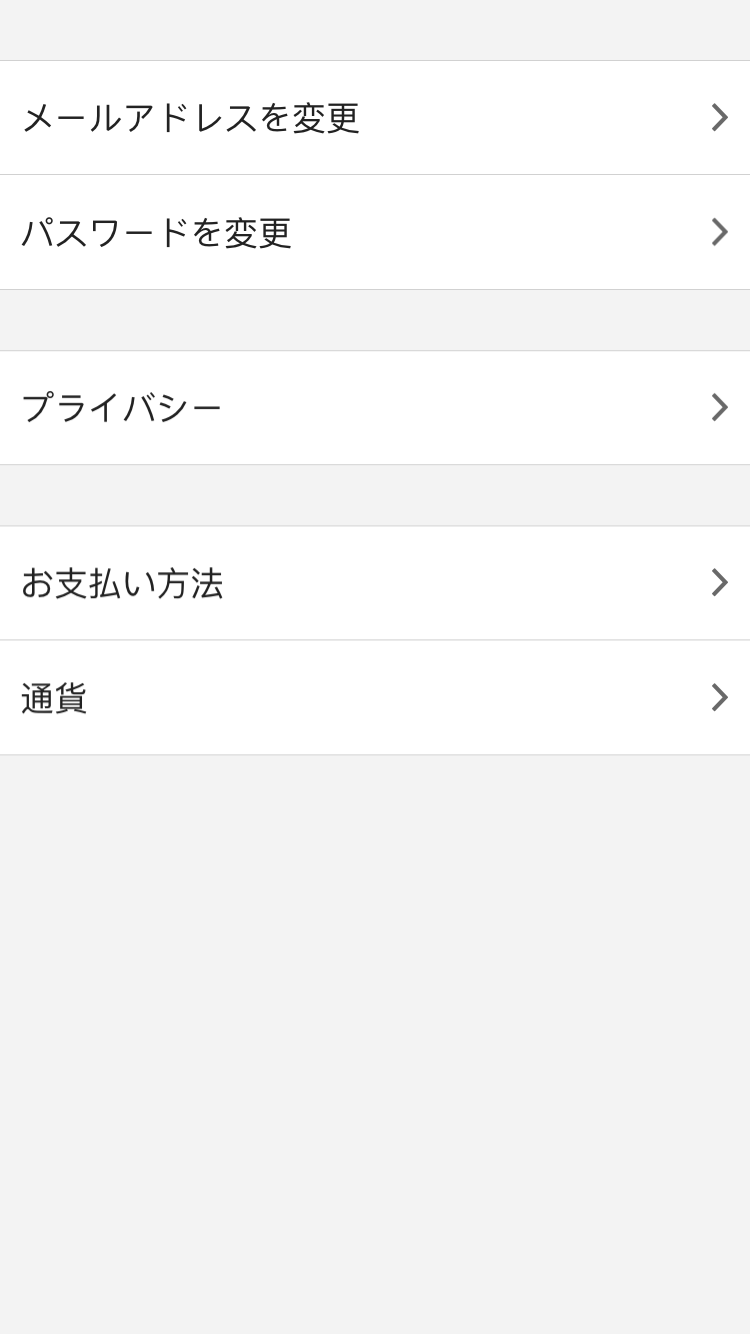 メールアドレスを変更
パスワードを変更
プライバシー
お支払い方法
通貨